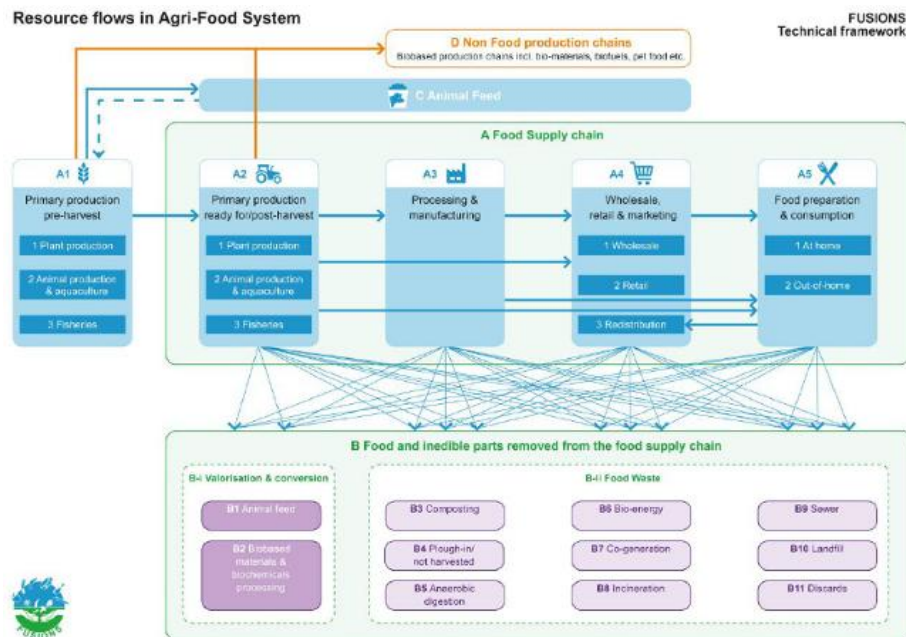 Resource flows in Agri-Food System
FUSIONS
Technical framework
D Non Food production chains
Biobased production chains incl. bio-materials, biofuels, pet food etc.
C Animal Feed
A Food Supply chain
A1
Primary production
pre-harvest
1 Plant production
2 Animal production
& aquaculture
3 Fisheries
A2
Primary production
ready for/post-harvest
1 Plant production
2 Animal production
& aquaculture
3 Fisheries
A3
Processing &
manufacturing
A4
Wholesale,
retail & marketing
1 Wholesale
2 Retail
3 Redistribution
A5
Food preparation
& consumption
1 At home
2 Out-of-home
B Food and inedible parts removed from the food supply chain
B-i Valorisation & conversion
B1 Animal feed
B2 Biobased
materials &
biochemicals
processing
B-ii Food Waste
B3 Composting
B4 Plough-in/
not harvested
B5 Anaerobic
digestion
B6 Bio-energy
B7 Co-generation
B8 Incineration
B9 Sewer
B10 Landfill
B11 Discards
FUSIONS